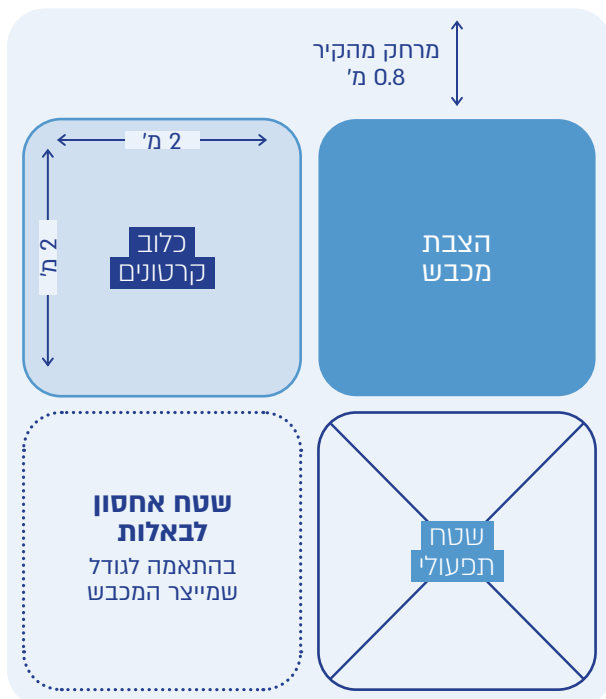 מרחק מהקיר
0.8 מ'
2 מ'
2 מ'
הצבת
מכבש
כלוב
קרטונים
שטח
תפעולי
שטח אחסון
לבאלות
בהתאמה לגודל
שמייצר המכבש